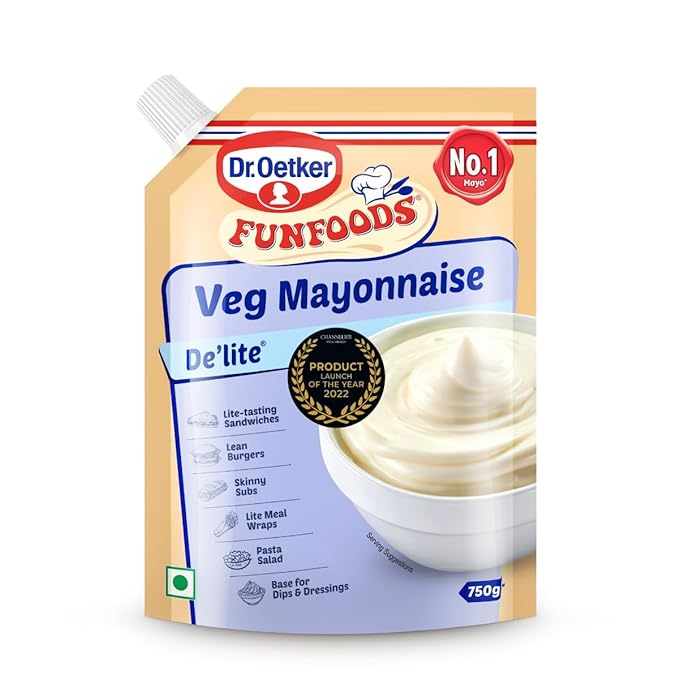 Dr.Oetker
FUNFOODS®
No.1
Mayo*
Veg Mayonnaise
De'lite®
PRODUCT
LAUNCH
OF THE YEAR
2022
Lite-tasting
Sandwiches
Lean
Burgers
Skinny
Subs
Lite Meal
Wraps
Pasta
Salad
Base for
Dips & Dressings
Serving Suggestions
750g